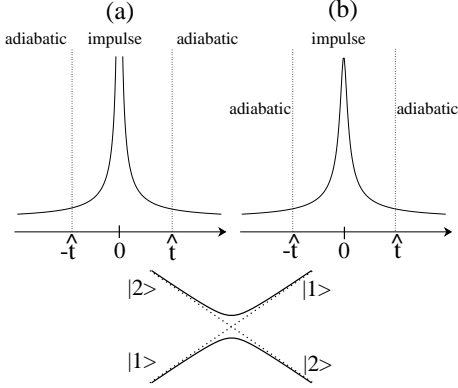 (a) (b)
adiabatic impulse adiabatic impulse
adiabatic adiabatic
-t̂ 0 t̂ -t̂ 0 t̂
|2> |1>
|1> |2>